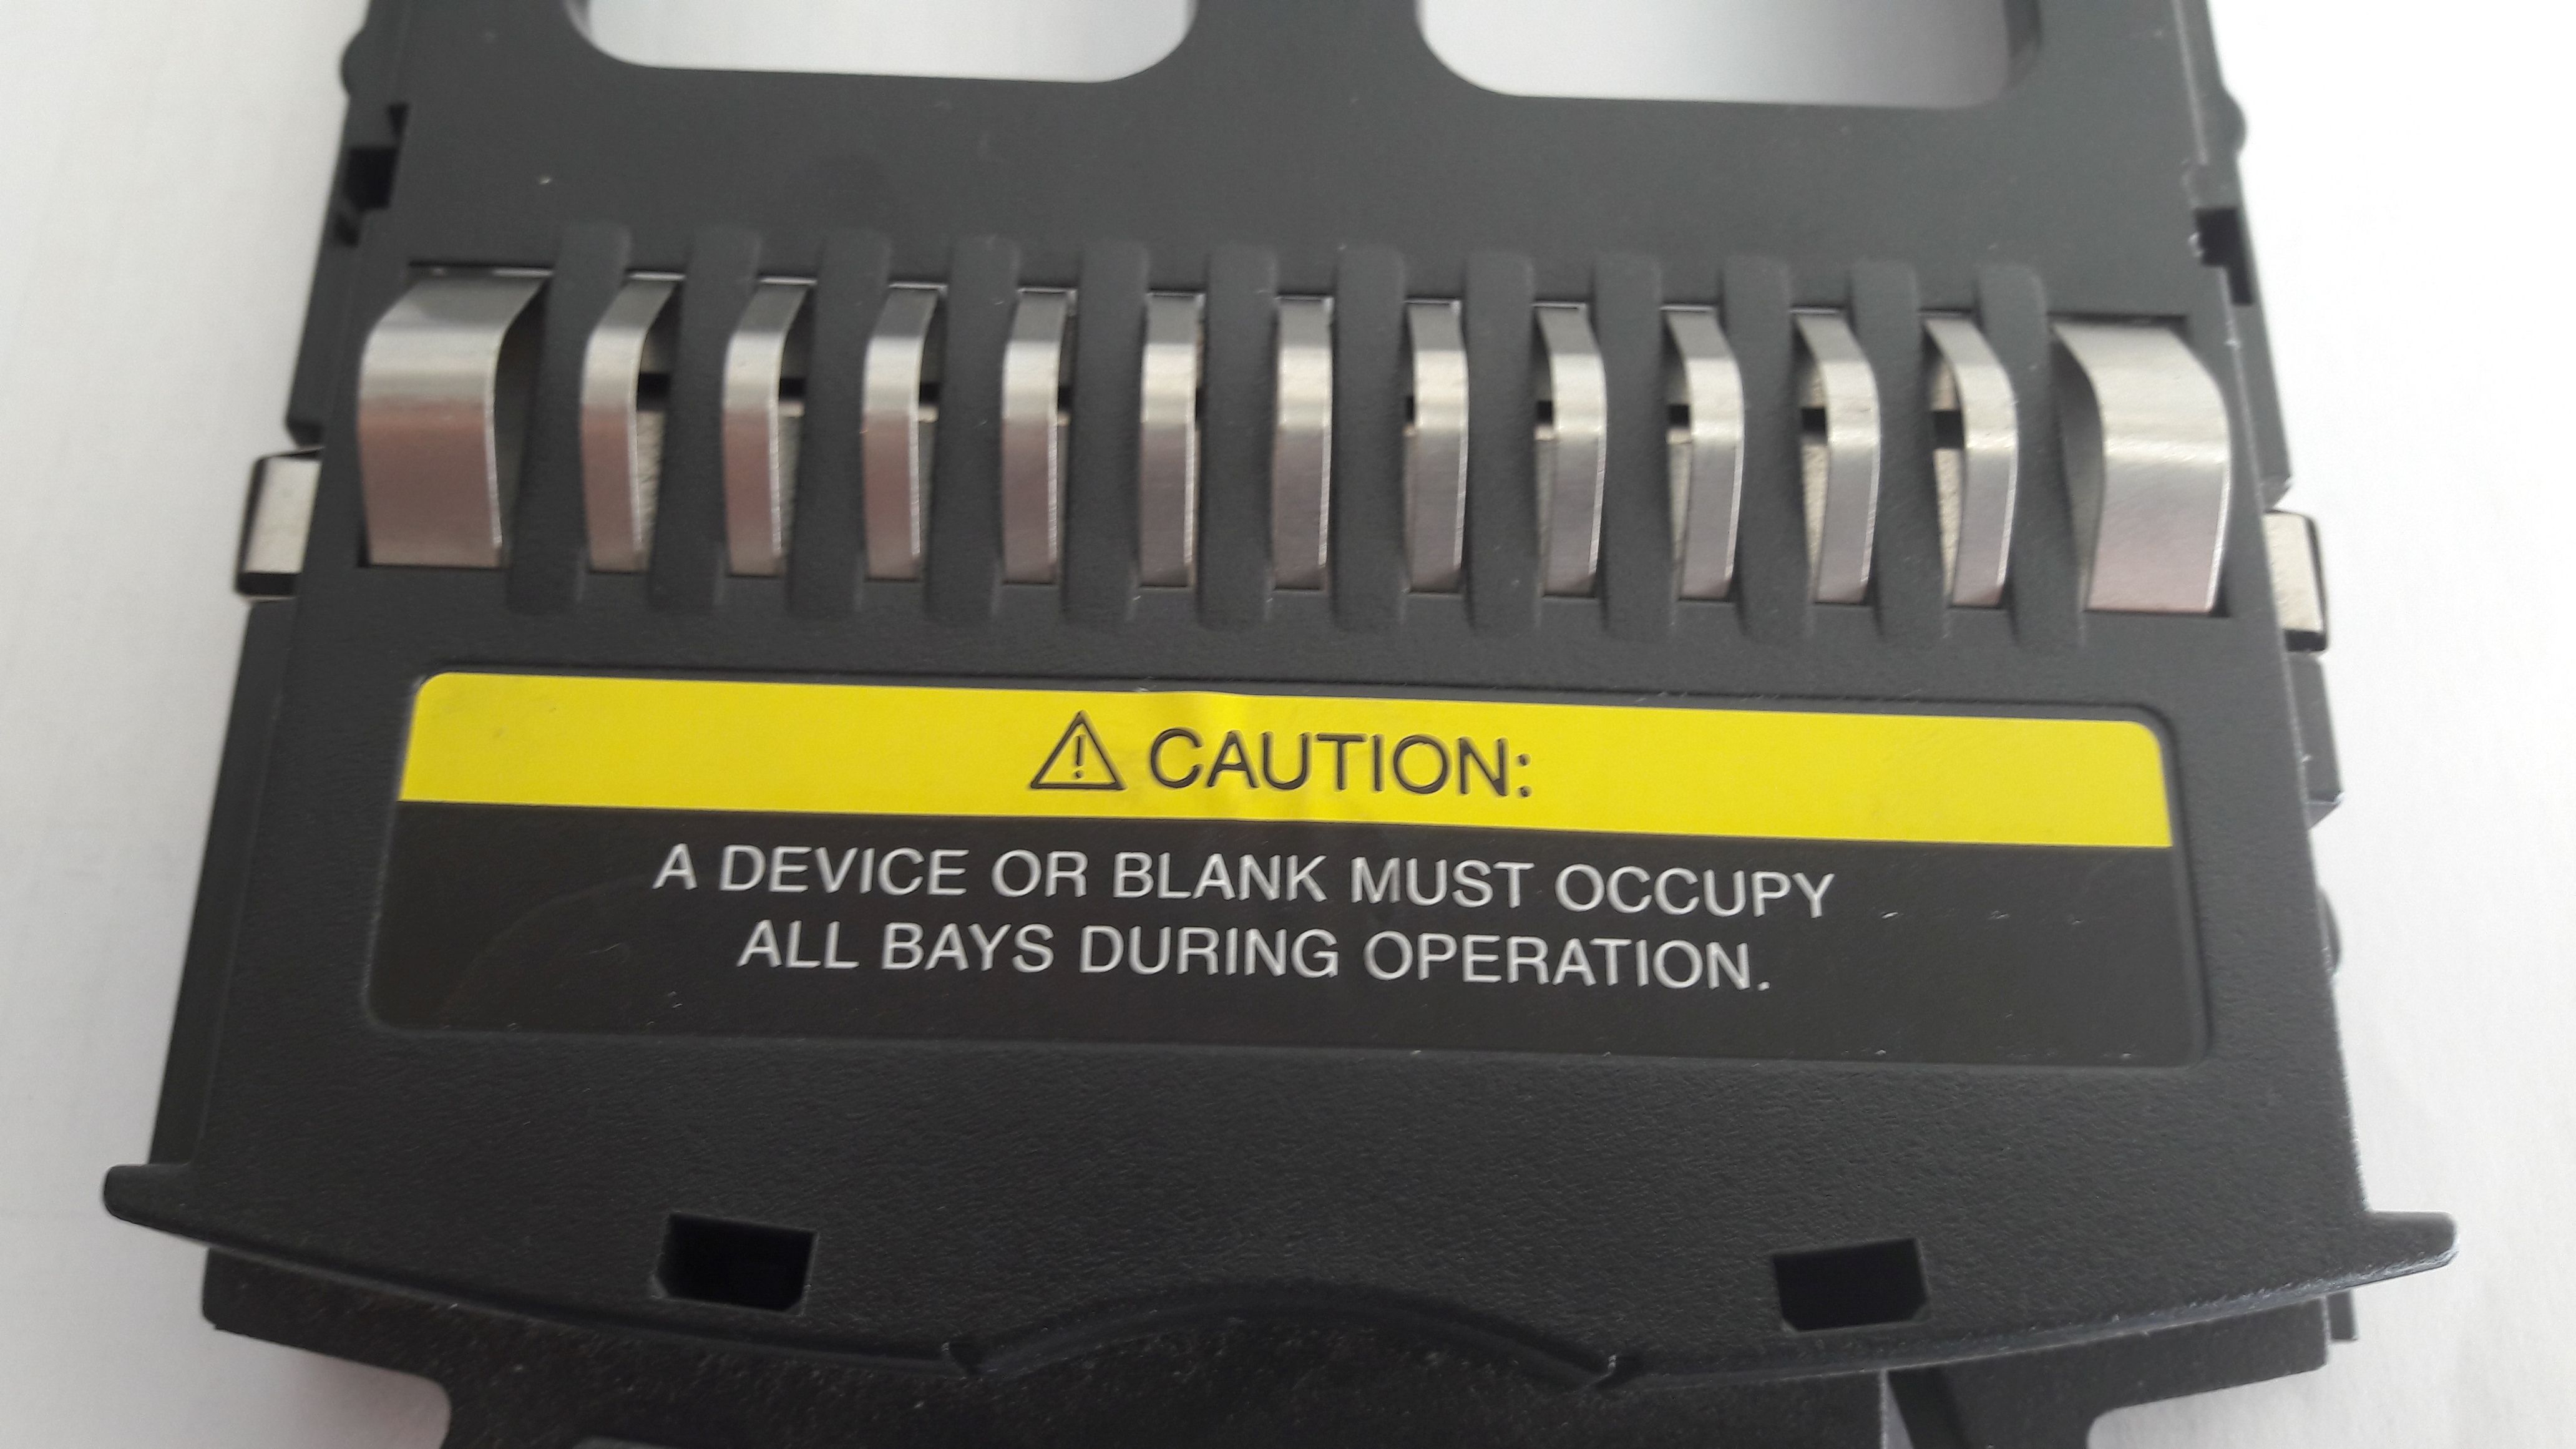 ⚠ CAUTION:
A DEVICE OR BLANK MUST OCCUPY
ALL BAYS DURING OPERATION.